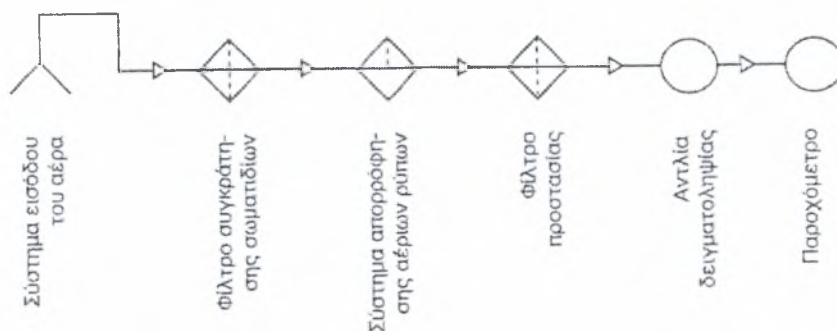 Σύστημα εισόδου
του αέρα
Φίλτρο συγκράτη-
σης σωματιδίων
Σύστημα απορρόφη-
σης αέριων ρύπων
Φίλτρο
προστασίας
Αντλία
δειγματοληψίας
Παροχόμετρο